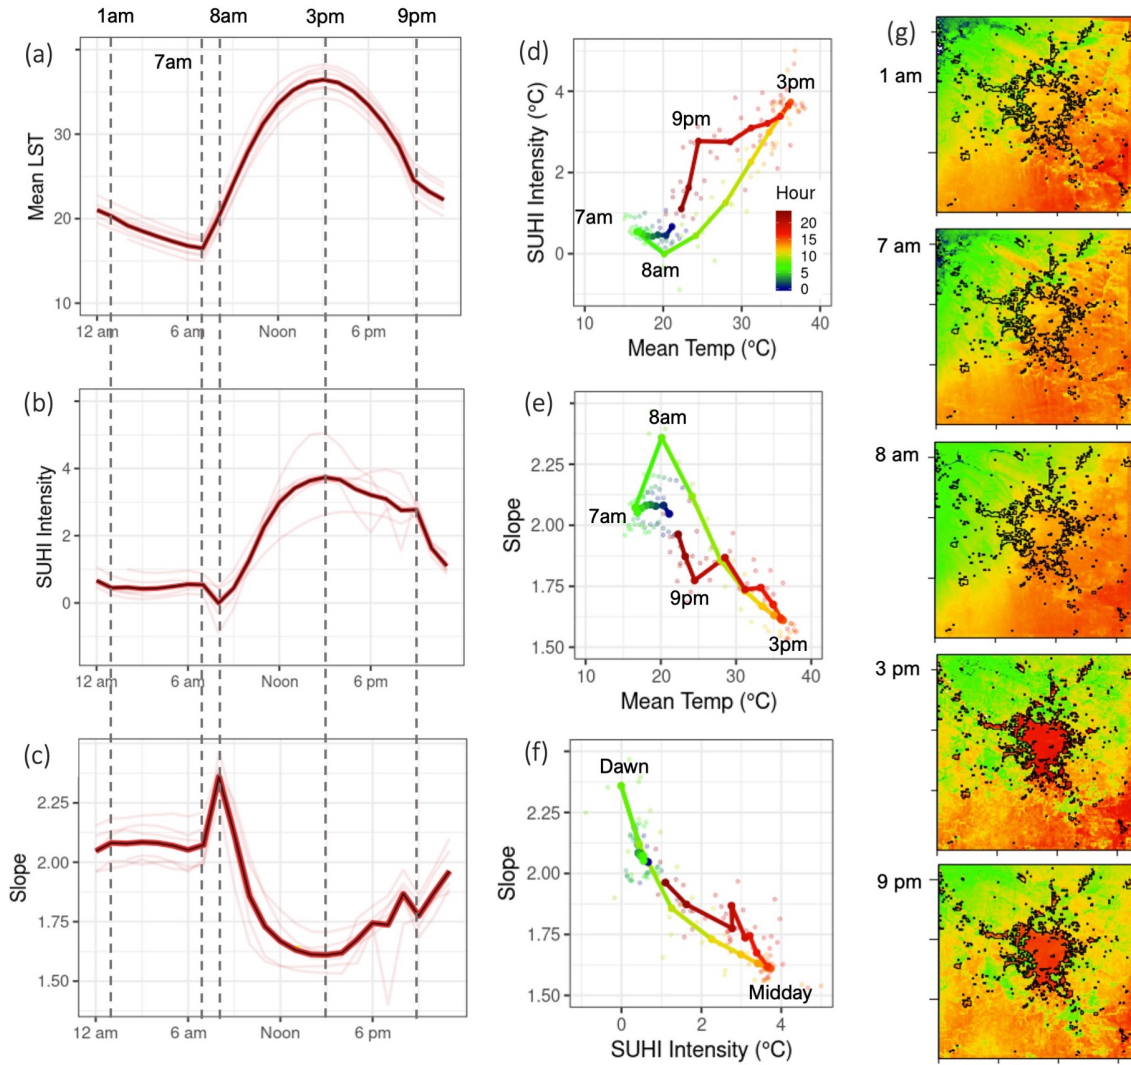 1am 8am 3pm 9pm
7am
(a)
Mean LST
30
20
10
12 am 6 am Noon 6 pm
(b)
SUHI Intensity
4
2
0
12 am 6 am Noon 6 pm
(c)
Slope
2.25
2.00
1.75
1.50
12 am 6 am Noon 6 pm
(d)
SUHI Intensity (°C)
4
2
0
3pm
9pm
7am
8am
Hour
20
15
10
5
0
10 20 30 40
Mean Temp (°C)
(e)
Slope
2.25
2.00
1.75
1.50
8am
7am
9pm
3pm
10 20 30 40
Mean Temp (°C)
(f)
Slope
2.25
2.00
1.75
1.50
Dawn
Midday
0 2 4
SUHI Intensity (°C)
(g)
1 am
7 am
8 am
3 pm
9 pm